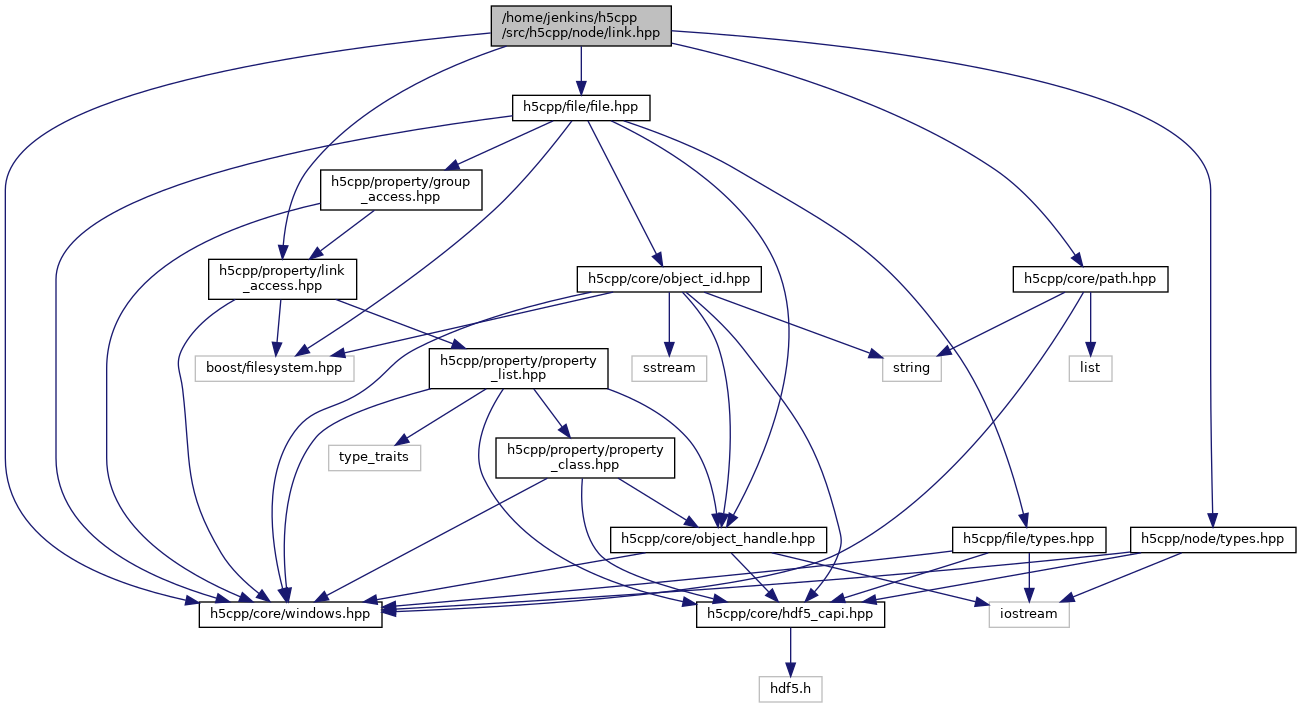 /home/jenkins/h5cpp
/src/h5cpp/node/link.hpp
h5cpp/file/file.hpp
h5cpp/property/group
_access.hpp
h5cpp/property/link
_access.hpp
h5cpp/core/object_id.hpp
h5cpp/core/path.hpp
boost/filesystem.hpp
h5cpp/property/property
_list.hpp
sstream
string
list
type_traits
h5cpp/property/property
_class.hpp
h5cpp/core/object_handle.hpp
h5cpp/file/types.hpp
h5cpp/node/types.hpp
h5cpp/core/windows.hpp
h5cpp/core/hdf5_capi.hpp
iostream
hdf5.h